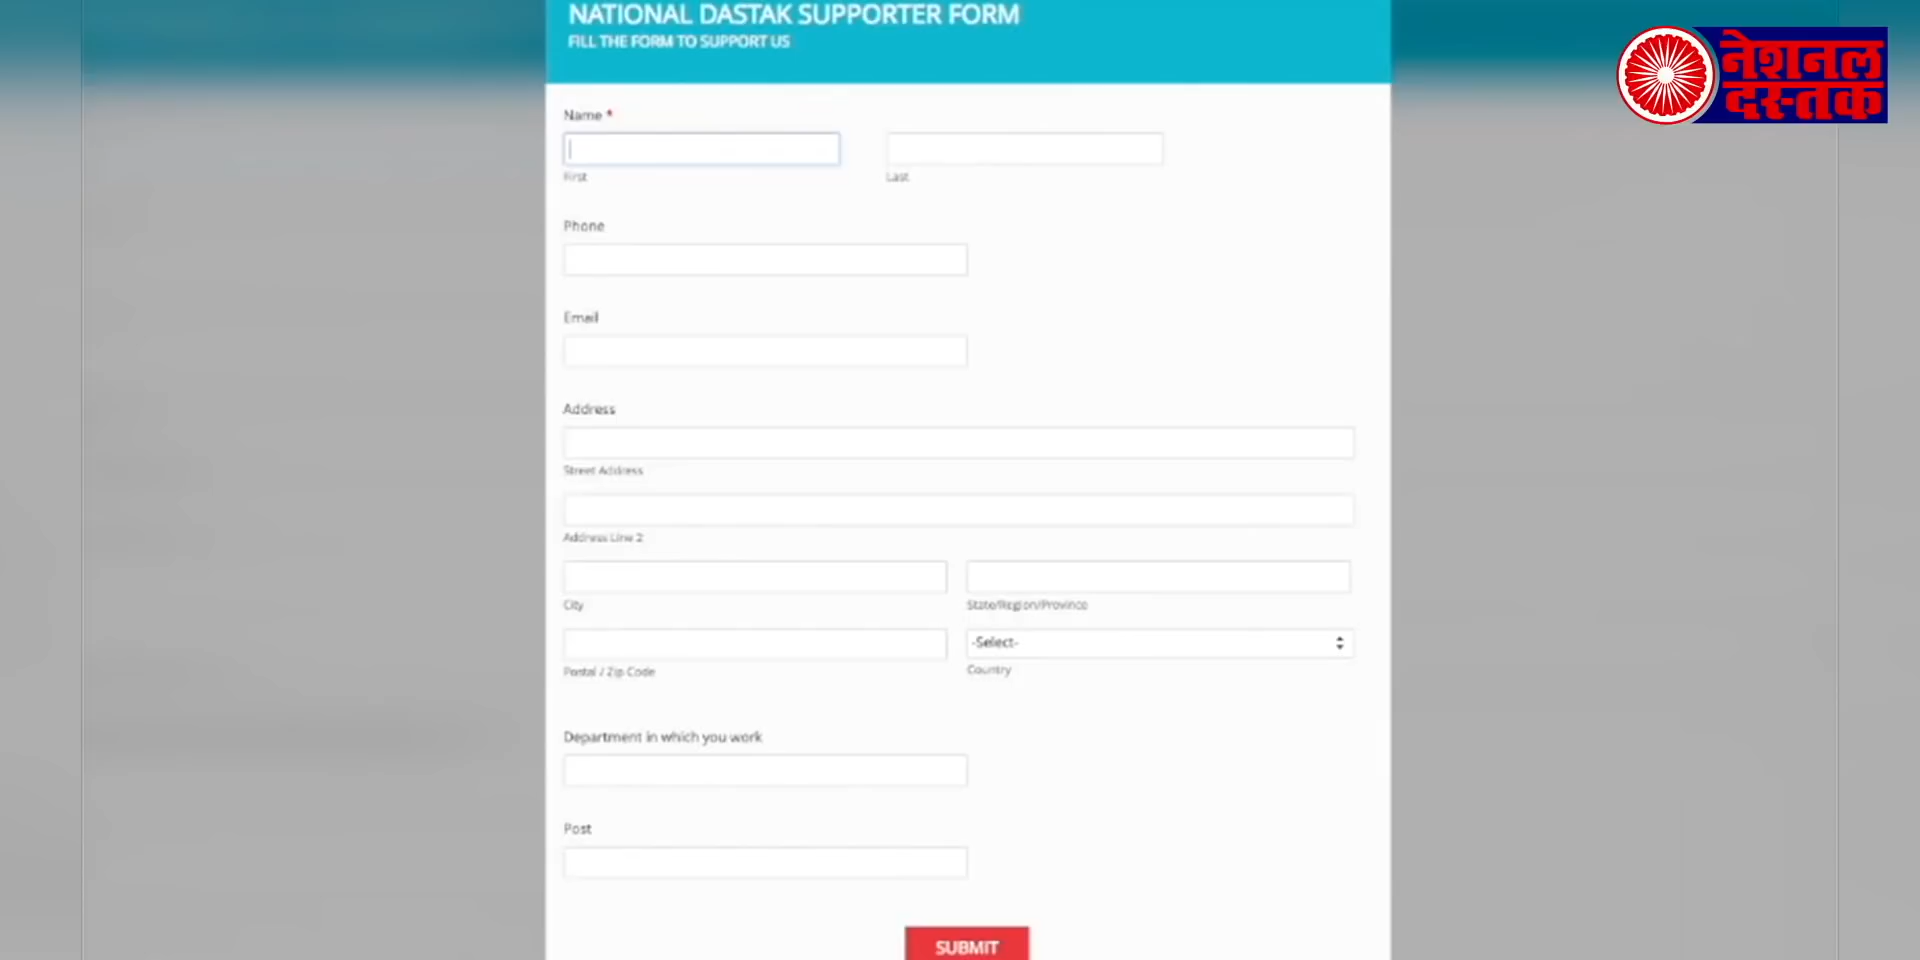 NATIONAL DASTAK SUPPORTER FORM
FILL THE FORM TO SUPPORT US
नेशनल
दस्तक
Name *
First
Last
Phone
Email
Address
Street Address
Address Line 2
City
State/Region/Province
Postal / Zip Code
-Select-
Country
Department in which you work
Post
SUBMIT